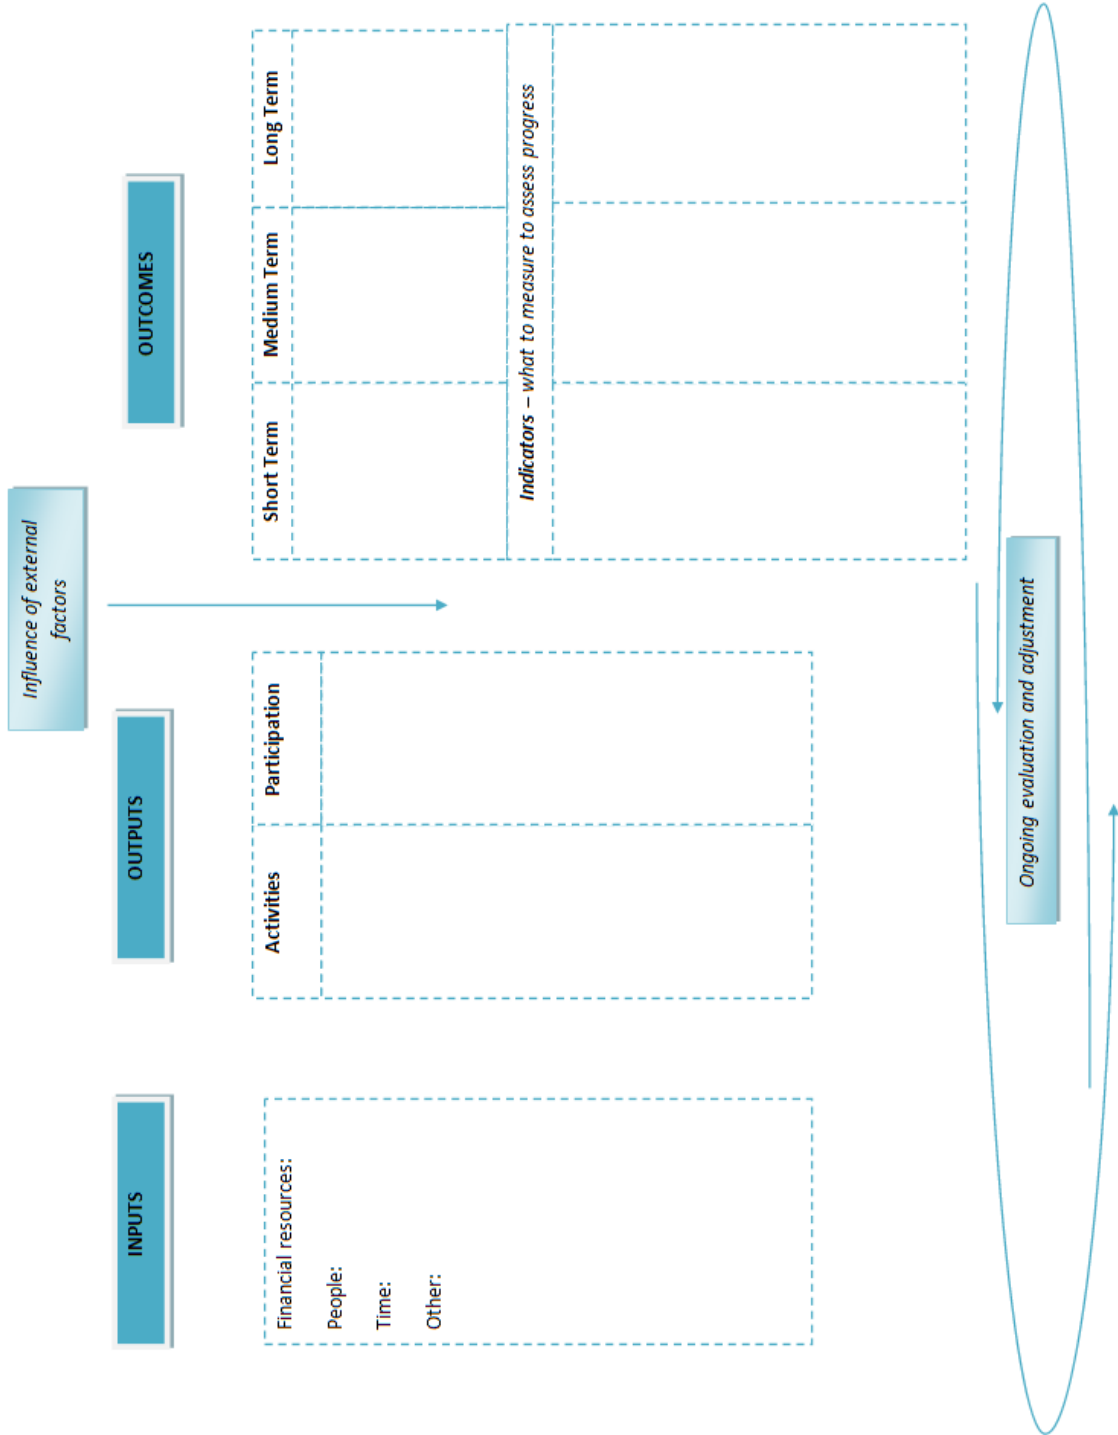 Influence of external
factors
INPUTS
OUTPUTS
OUTCOMES
Financial resources:
People:
Time:
Other:
Activities
Participation
Short Term
Medium Term
Long Term
Indicators – what to measure to assess progress
Ongoing evaluation and adjustment